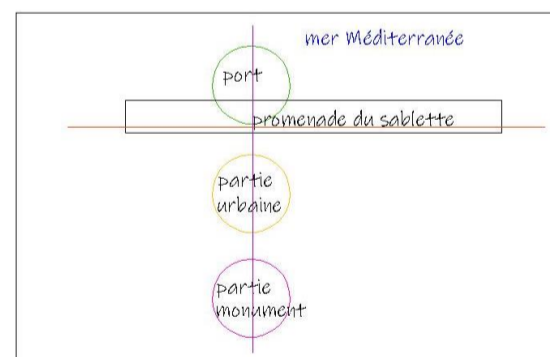 mer Méditerranée
port
promenade du sablette
partie
urbaine
partie
monument